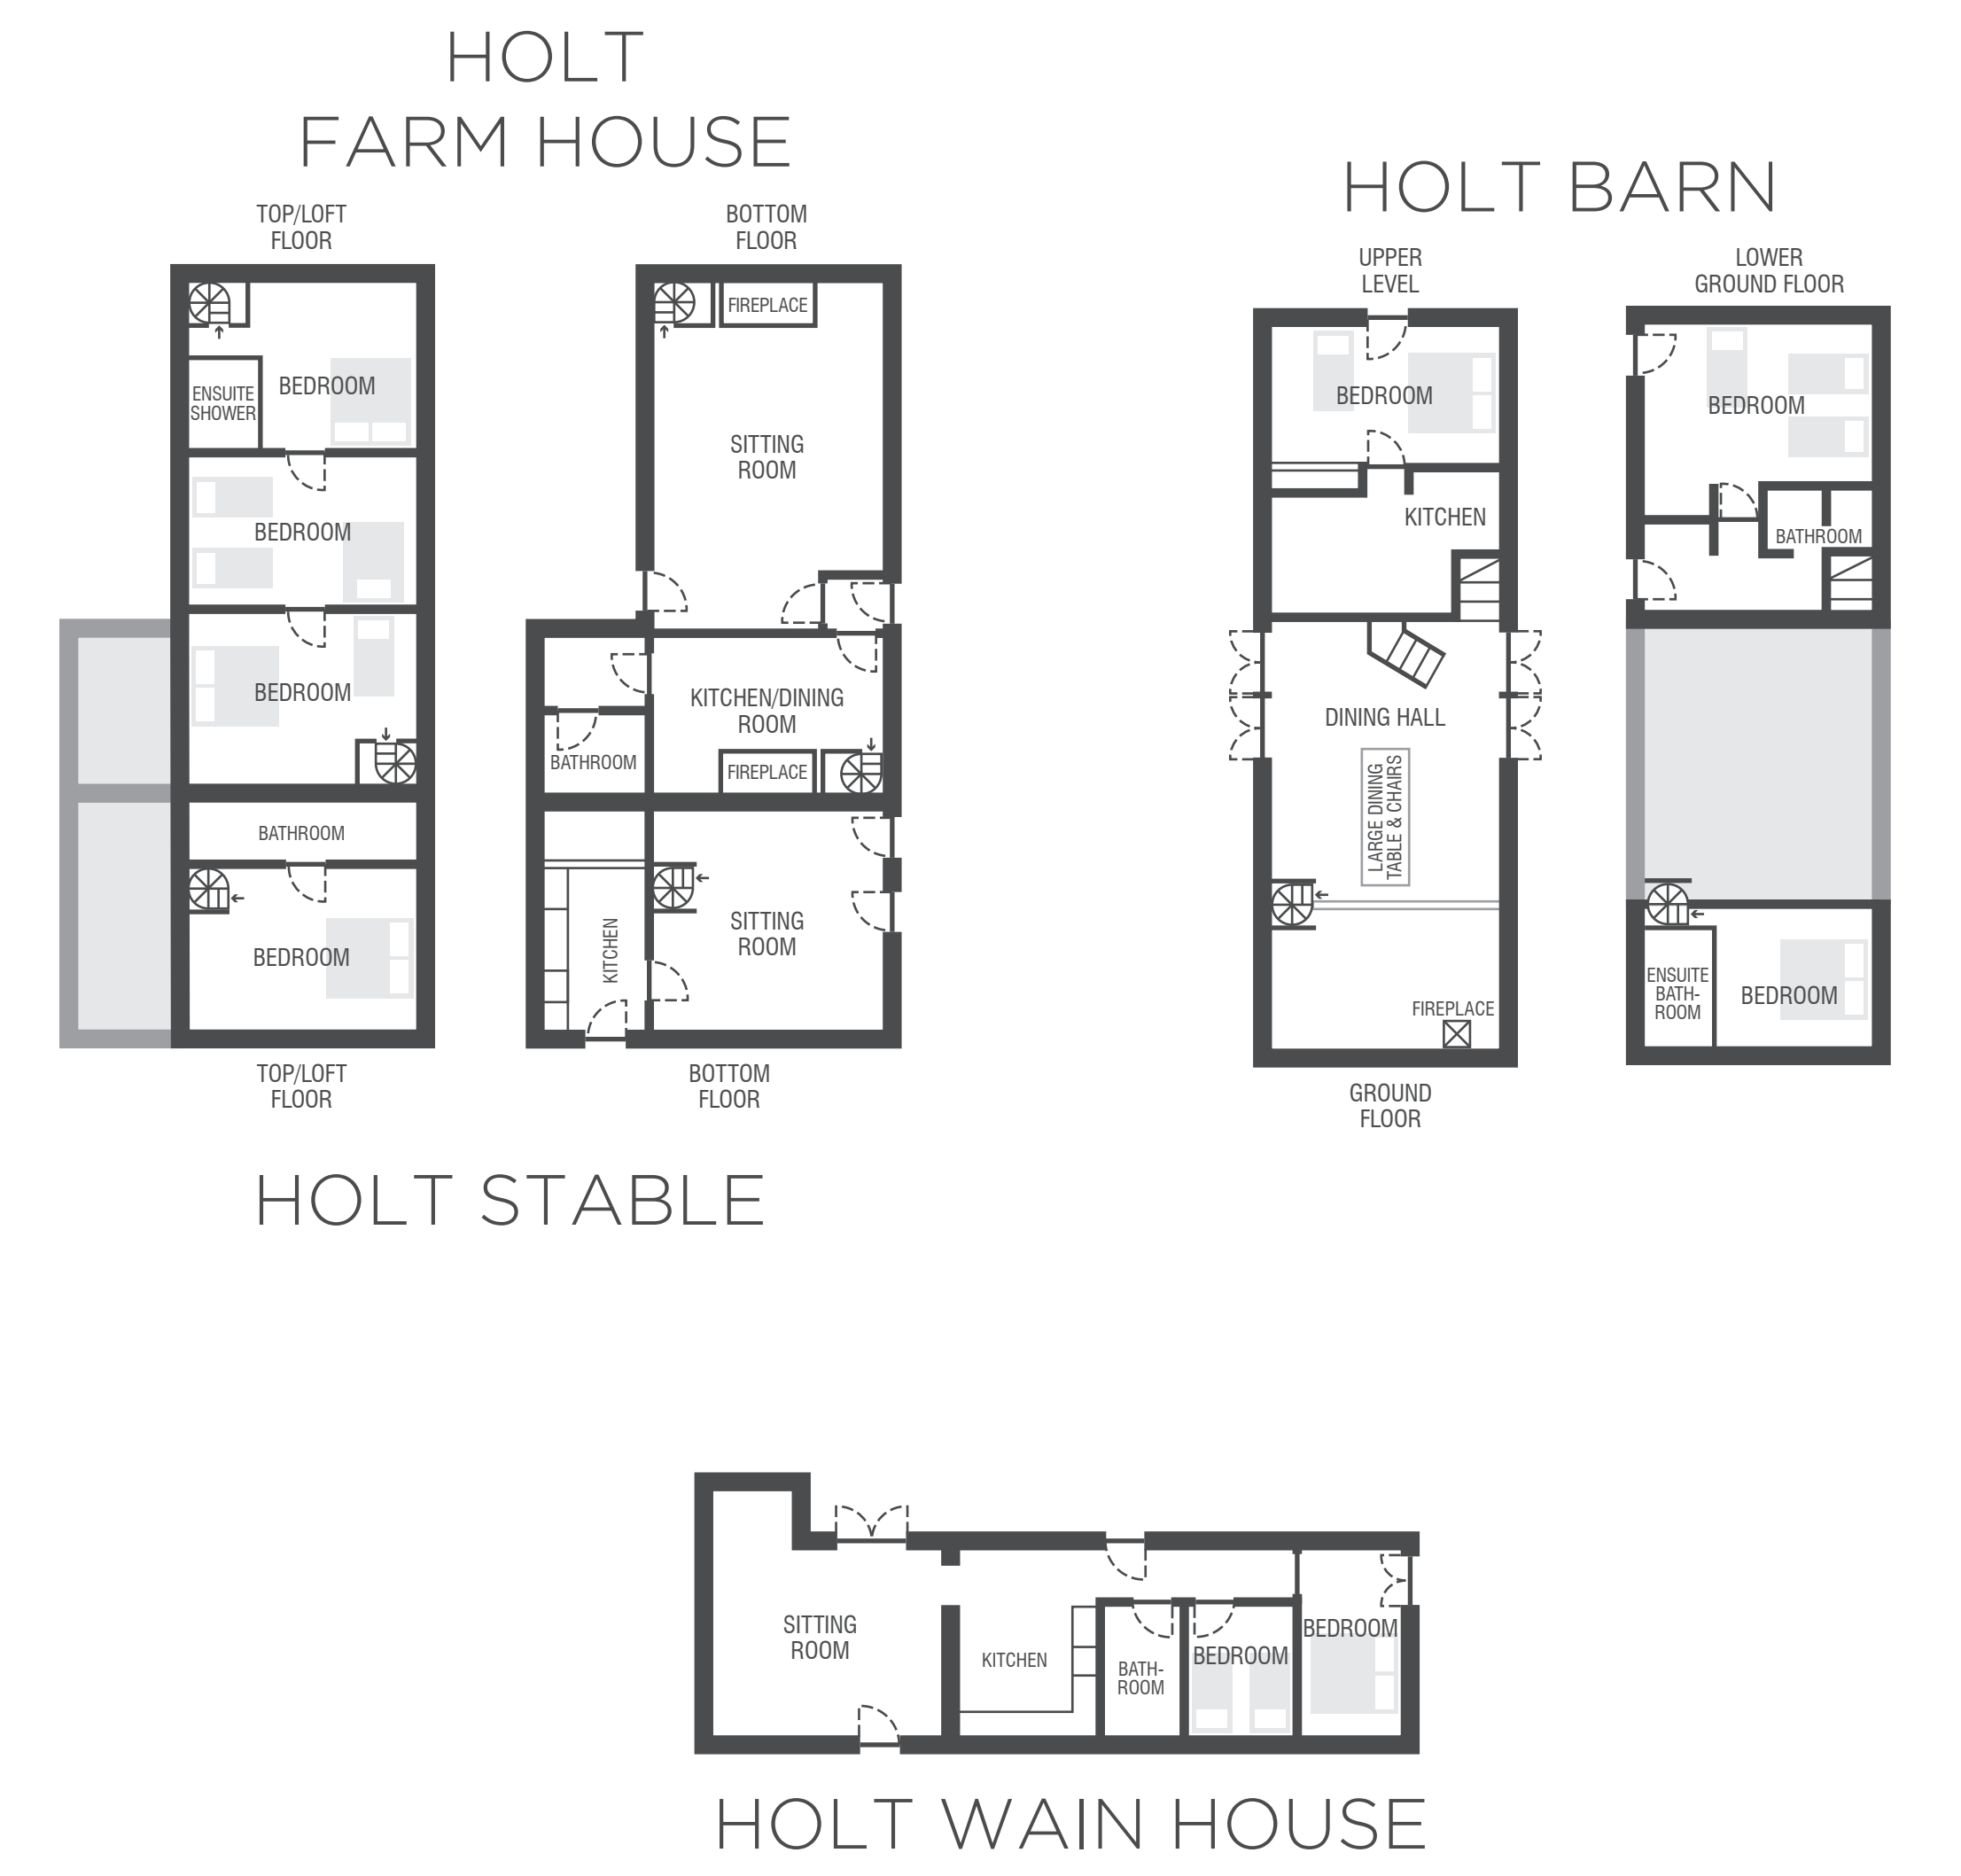 HOLT
FARM HOUSE
TOP/LOFT
FLOOR
BOTTOM
FLOOR
ENSUITE
SHOWER
BEDROOM
BEDROOM
BEDROOM
BATHROOM
BEDROOM
TOP/LOFT
FLOOR
FIREPLACE
SITTING
ROOM
KITCHEN/DINING
ROOM
BATHROOM
FIREPLACE
KITCHEN
SITTING
ROOM
BOTTOM
FLOOR
HOLT STABLE
HOLT BARN
UPPER
LEVEL
LOWER
GROUND FLOOR
BEDROOM
KITCHEN
DINING HALL
LARGE DINING
TABLE & CHAIRS
FIREPLACE
GROUND
FLOOR
BEDROOM
BATHROOM
ENSUITE
BATH-
ROOM
BEDROOM
SITTING
ROOM
KITCHEN
BATH-
ROOM
BEDROOM
BEDROOM
HOLT WAIN HOUSE